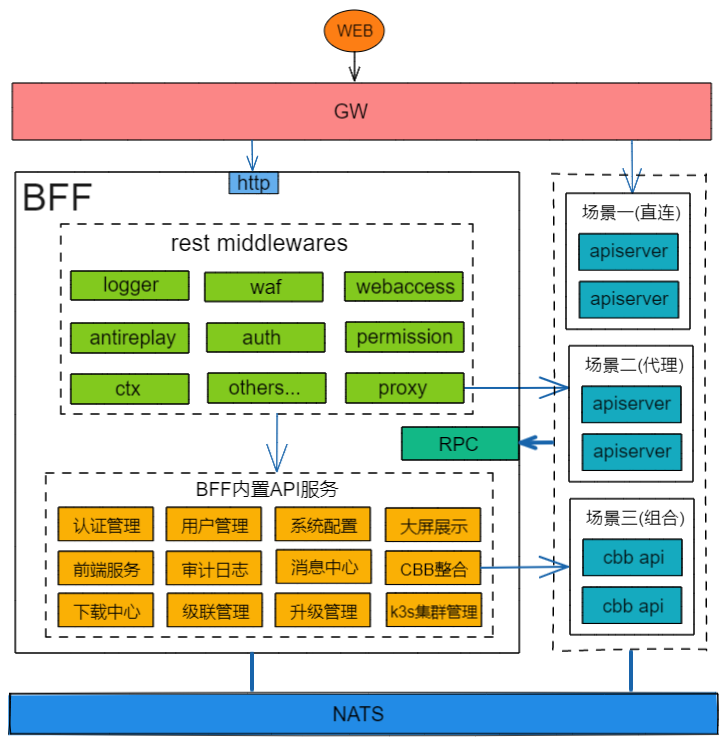 WEB
GW
http
BFF
rest middlewares
logger
waf
webaccess
antireplay
auth
permission
ctx
others...
proxy
RPC
BFF内置API服务
认证管理
用户管理
系统配置
大屏展示
前端服务
审计日志
消息中心
CBB整合
下载中心
级联管理
升级管理
k3s集群管理
场景一(直连)
apiserver
apiserver
场景二(代理)
apiserver
apiserver
场景三(组合)
cbb api
cbb api
NATS